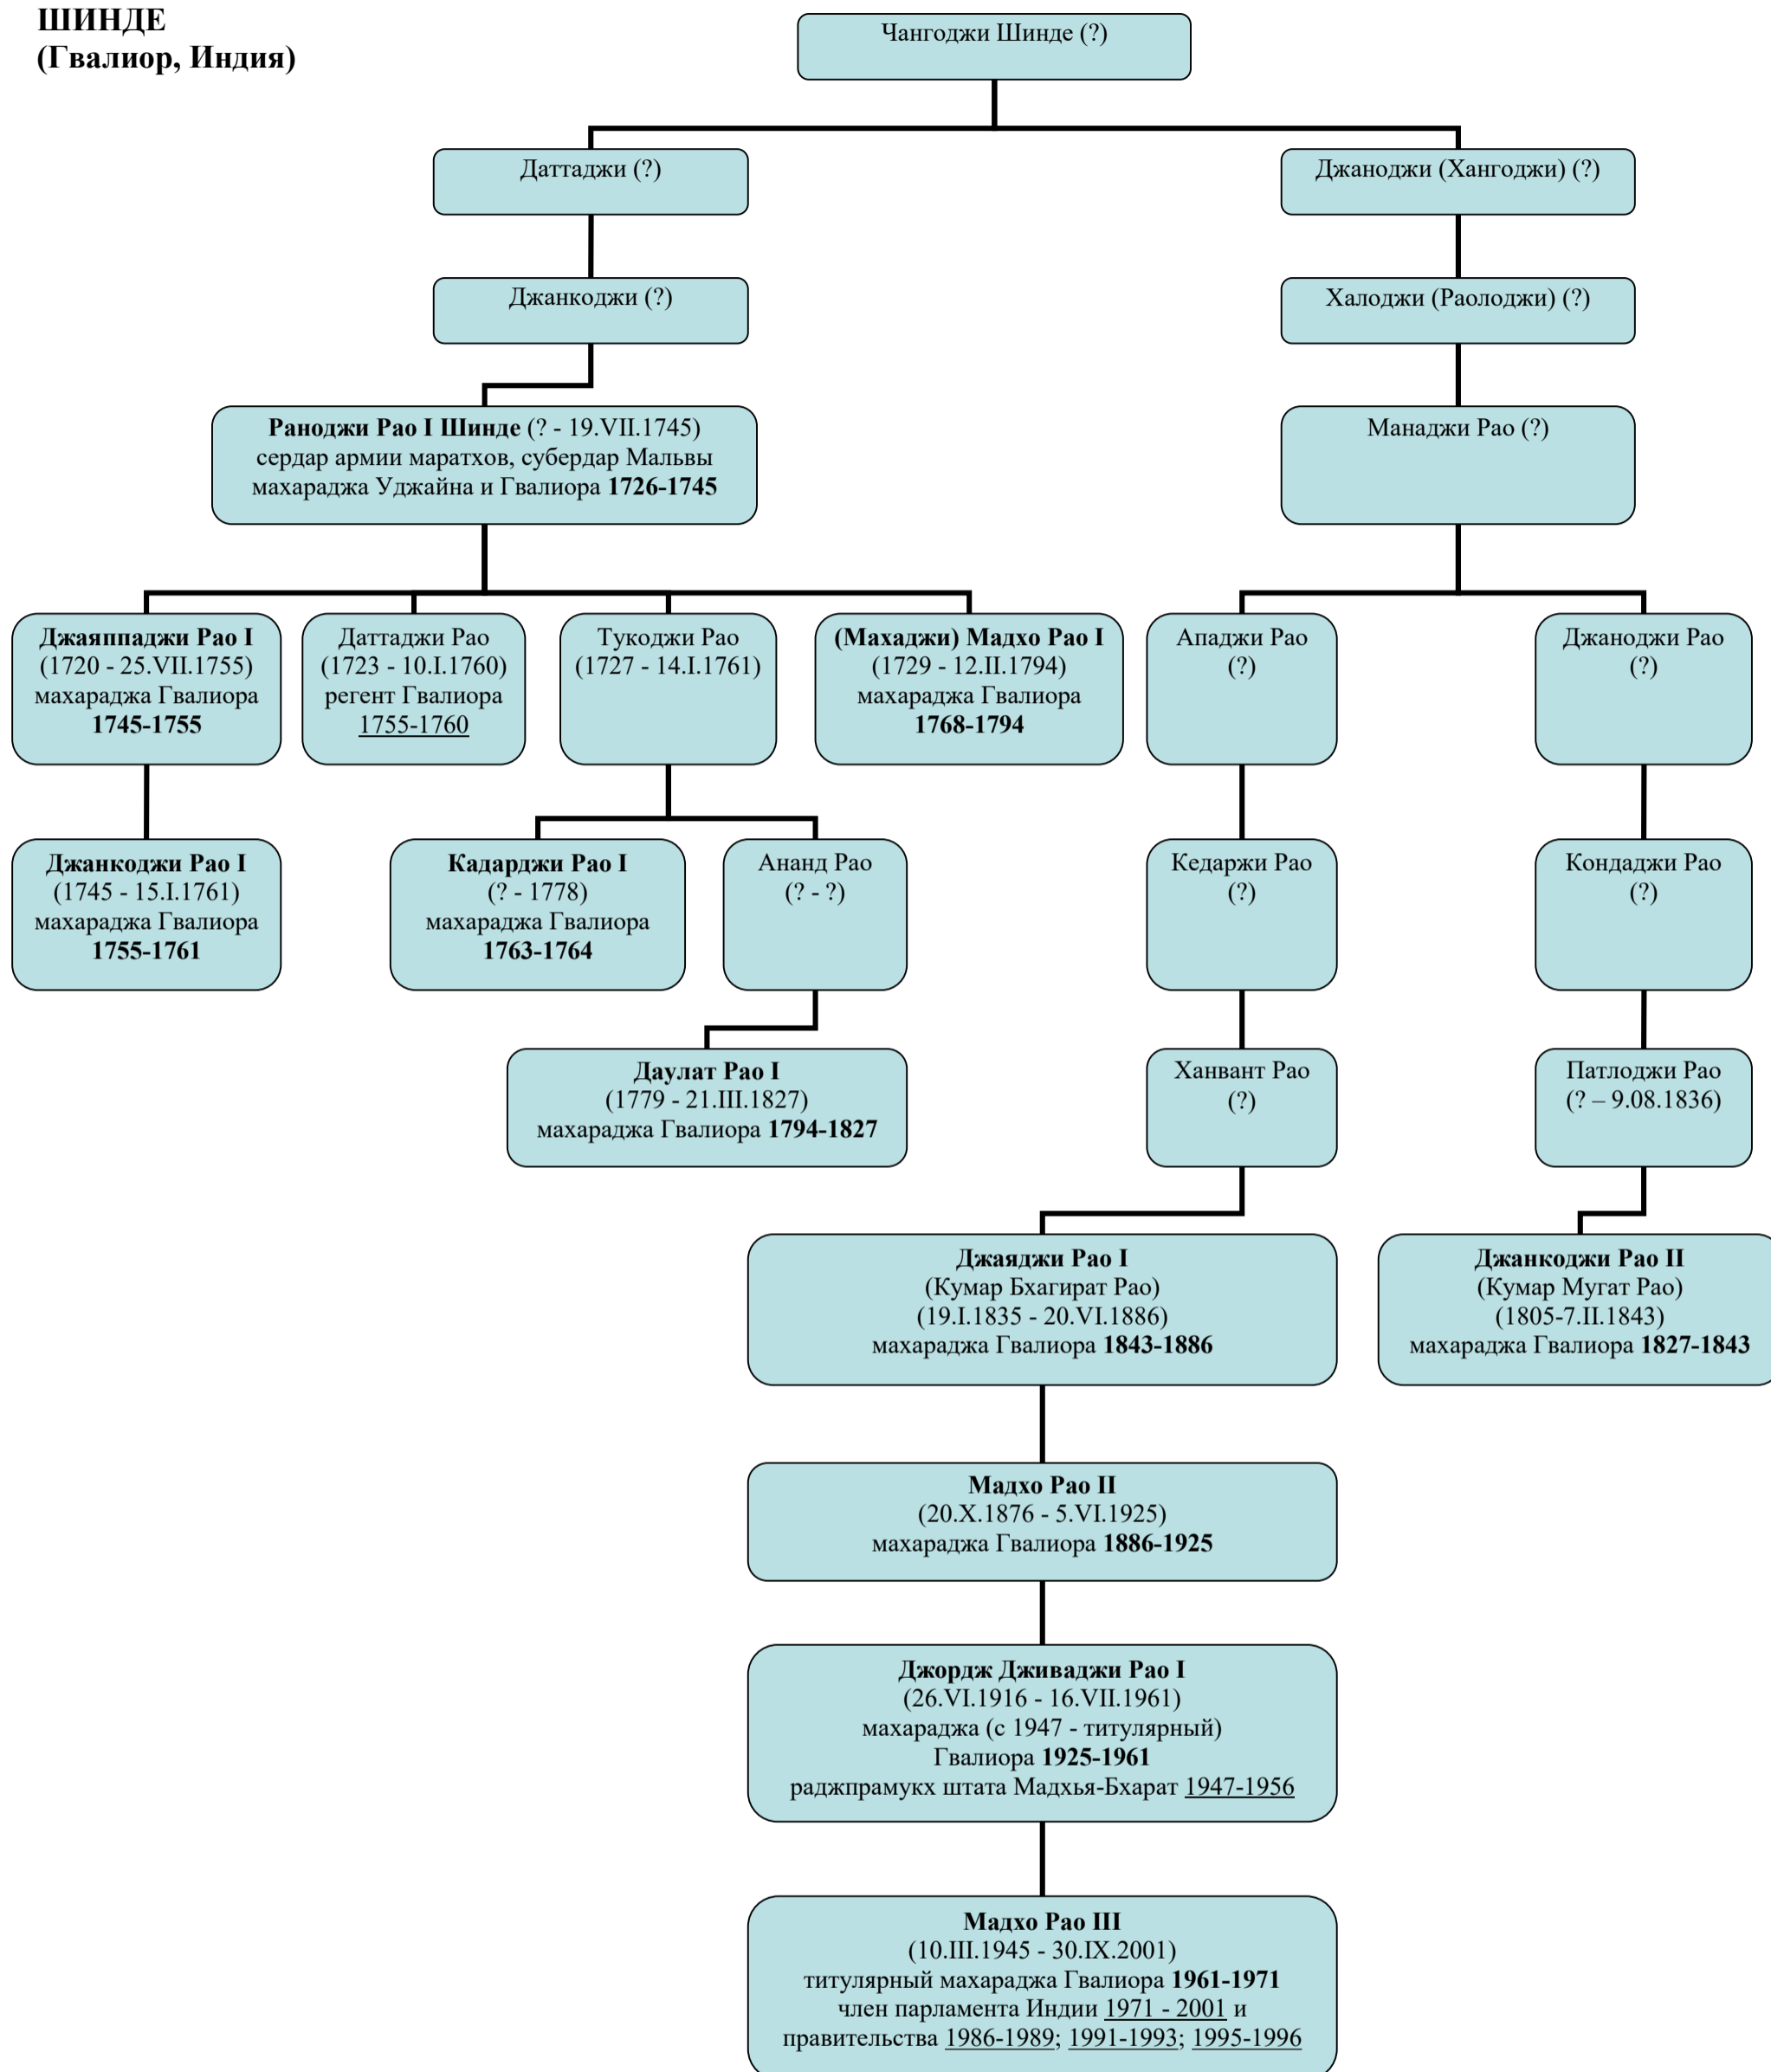 ШИНДЕ
(Гвалиор, Индия)
Чангоджи Шинде (?)
Даттаджи (?)
Джаноджи (Хангоджи) (?)
Джанкоджи (?)
Халоджи (Раолоджи) (?)
Раноджи Рао I Шинде (? - 19.VII.1745)
сердар армии маратхов, субердар Мальвы
махараджа Уджайна и Гвалиора 1726-1745
Манаджи Рао (?)
Джаяппаджи Рао I
(1720 - 25.VII.1755)
махараджа Гвалиора
1745-1755
Даттаджи Рао
(1723 - 10.I.1760)
регент Гвалиора
1755-1760
Тукоджи Рао
(1727 - 14.I.1761)
(Махаджи) Мадхо Рао I
(1729 - 12.II.1794)
махараджа Гвалиора
1768-1794
Ападжи Рао
(?)
Джаноджи Рао
(?)
Джанкоджи Рао I
(1745 - 15.I.1761)
махараджа Гвалиора
1755-1761
Кадарджи Рао I
(? - 1778)
махараджа Гвалиора
1763-1764
Ананд Рао
(? - ?)
Кедаржи Рао
(?)
Кондаджи Рао
(?)
Даулат Рао I
(1779 - 21.III.1827)
махараджа Гвалиора 1794-1827
Ханвант Рао
(?)
Патлоджи Рао
(? – 9.08.1836)
Джаяджи Рао I
(Кумар Бхагират Рао)
(19.I.1835 - 20.VI.1886)
махараджа Гвалиора 1843-1886
Джанкоджи Рао II
(Кумар Мугат Рао)
(1805-7.II.1843)
махараджа Гвалиора 1827-1843
Мадхо Рао II
(20.X.1876 - 5.VI.1925)
махараджа Гвалиора 1886-1925
Джордж Дживаджи Рао I
(26.VI.1916 - 16.VII.1961)
махараджа (с 1947 - титулярный)
Гвалиора 1925-1961
раджпрамукх штата Мадхья-Бхарат 1947-1956
Мадхо Рао III
(10.III.1945 - 30.IX.2001)
титулярный махараджа Гвалиора 1961-1971
член парламента Индии 1971 - 2001 и
правительства 1986-1989; 1991-1993; 1995-1996